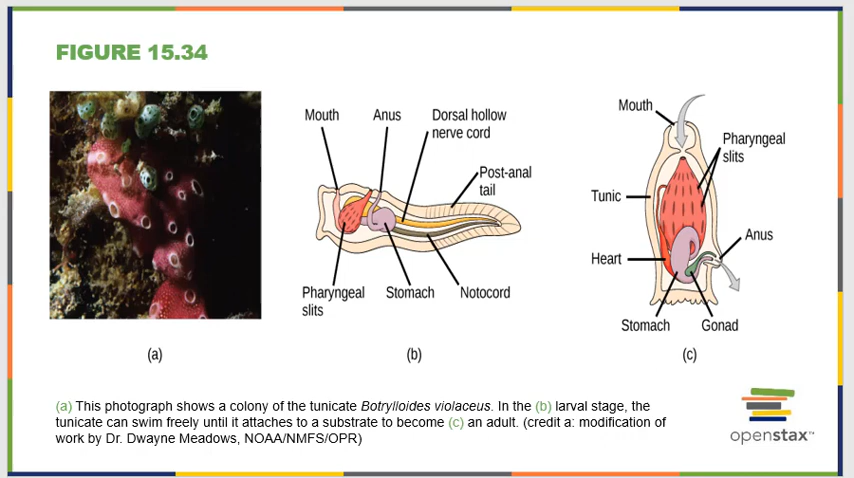 FIGURE 15.34
Mouth
Anus
Dorsal hollow
nerve cord
Post-anal
tail
Pharyngeal
slits
Stomach
Notocord
Mouth
Pharyngeal
slits
Tunic
Anus
Heart
Stomach
Gonad
(a)
(b)
(c)
(a) This photograph shows a colony of the tunicate Botrylloides violaceus. In the (b) larval stage, the
tunicate can swim freely until it attaches to a substrate to become (c) an adult. (credit a: modification of
work by Dr. Dwayne Meadows, NOAA/NMFS/OPR)
openstax™